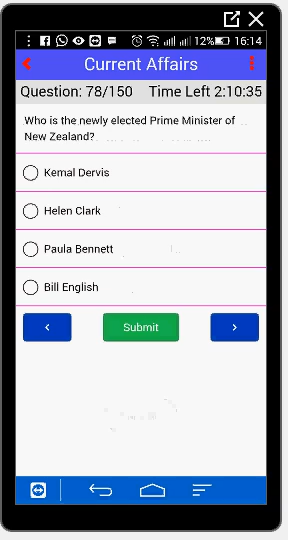 12% 16:14
Current Affairs
Question: 78/150 Time Left 2:10:35
Who is the newly elected Prime Minister of
New Zealand?
Kemal Dervis
Helen Clark
Paula Bennett
Bill English
< Submit >